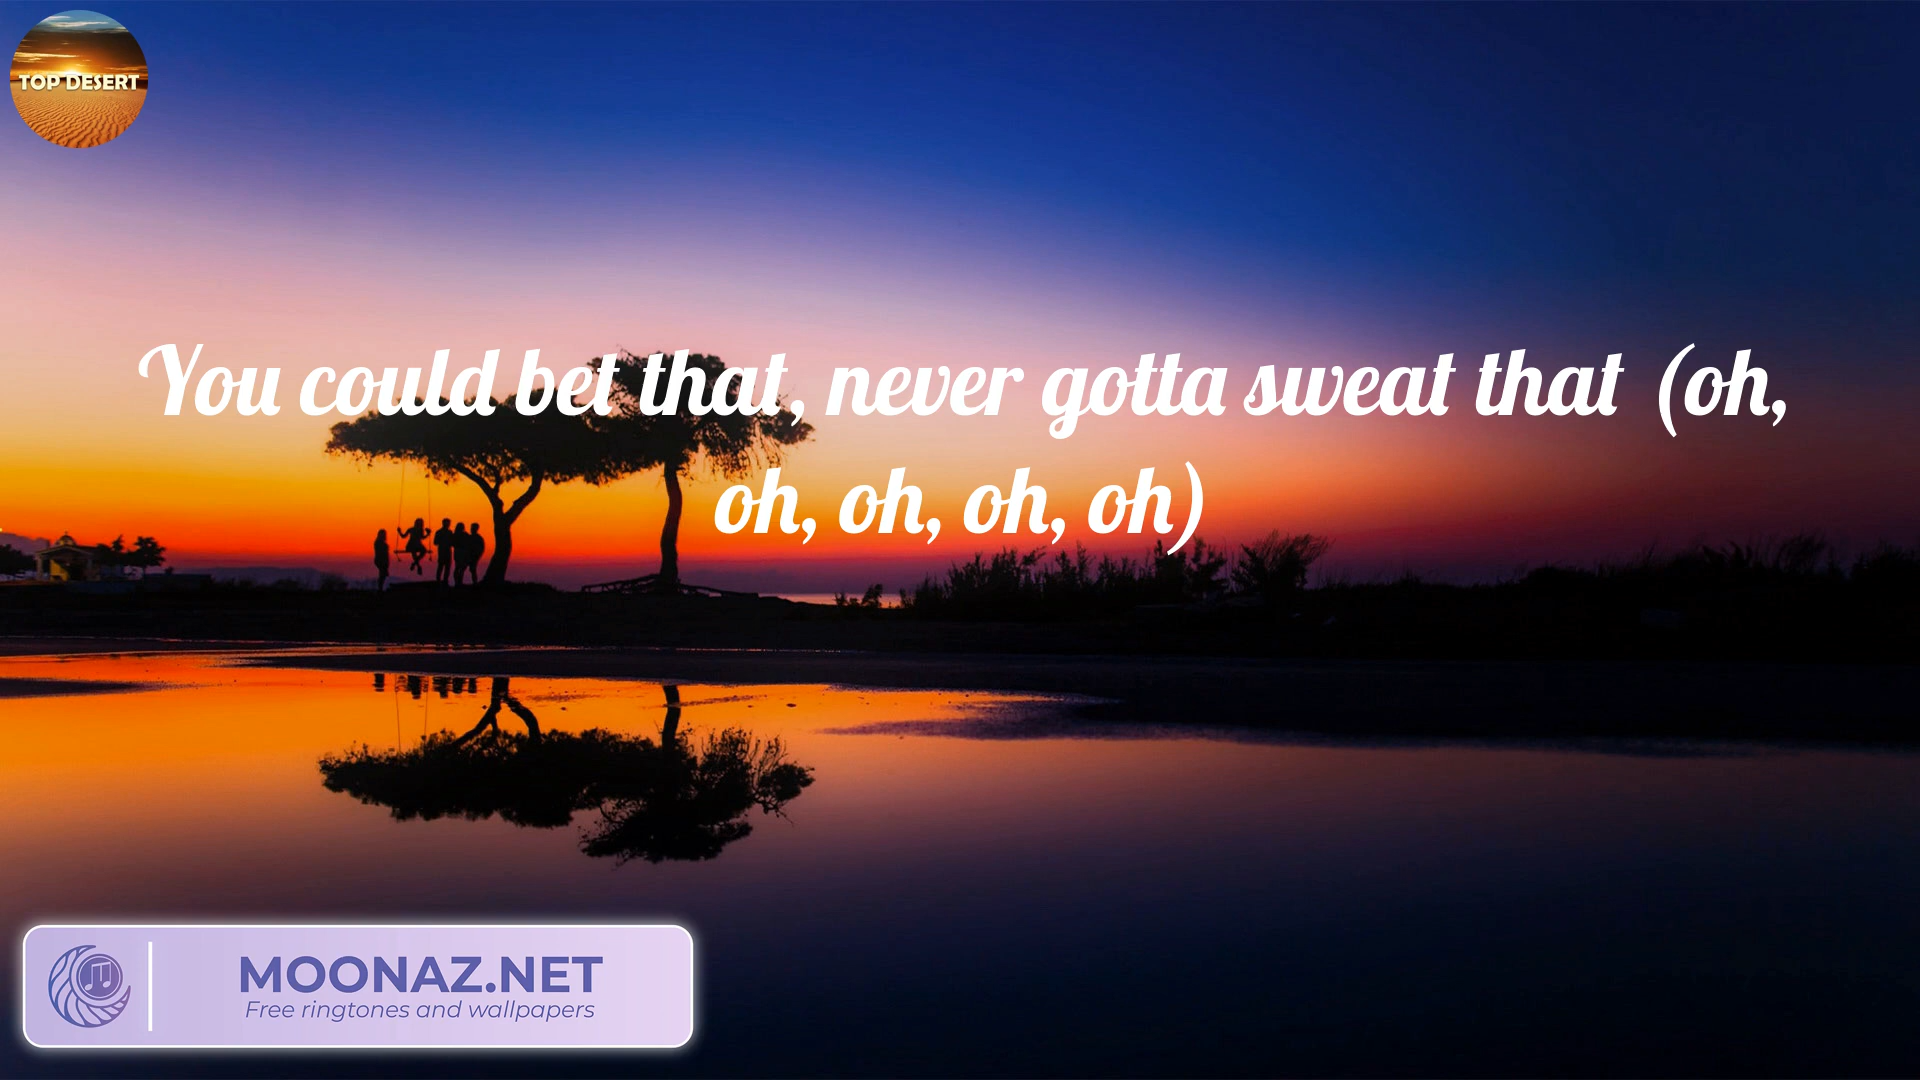 TOP DESERT
You could bet that, never gotta sweat that (oh,
oh, oh, oh, oh)
MOONAZ.NET
Free ringtones and wallpapers